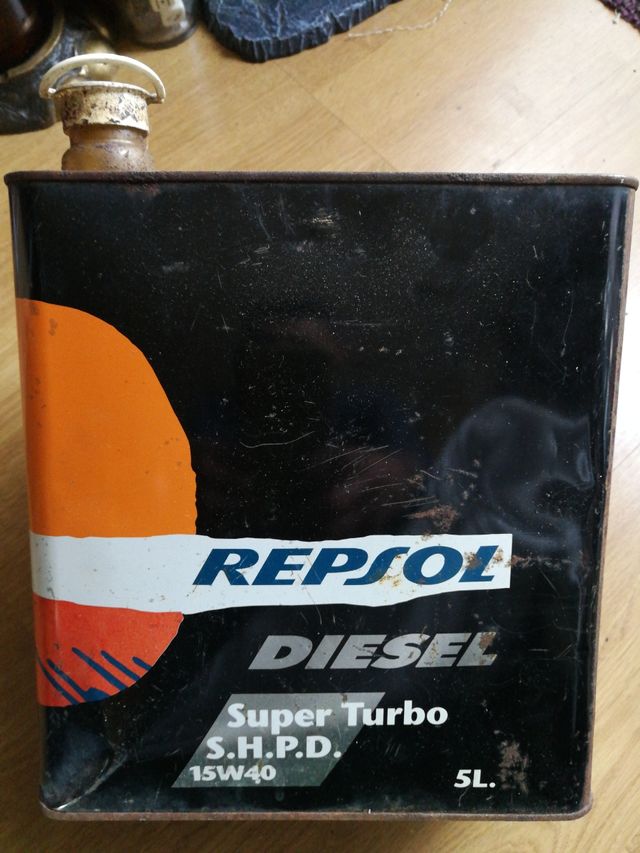 REPSOL
DIESEL
Super Turbo
S.H.P.D.
15W40
5L.